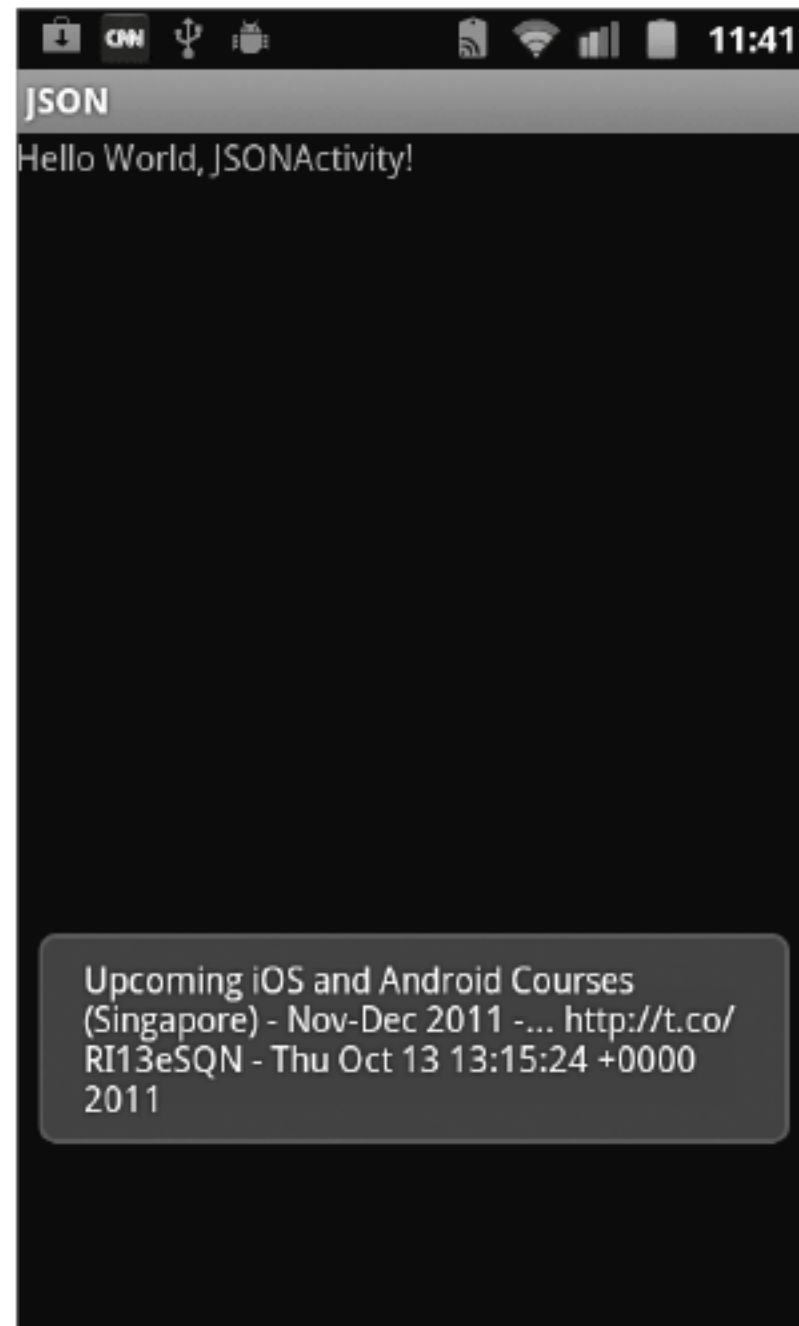 CNN
11:41
JSON
Hello World, JSONActivity!
Upcoming iOS and Android Courses
(Singapore) - Nov-Dec 2011 -... http://t.co/
RI13eSQN - Thu Oct 13 13:15:24 +0000
2011